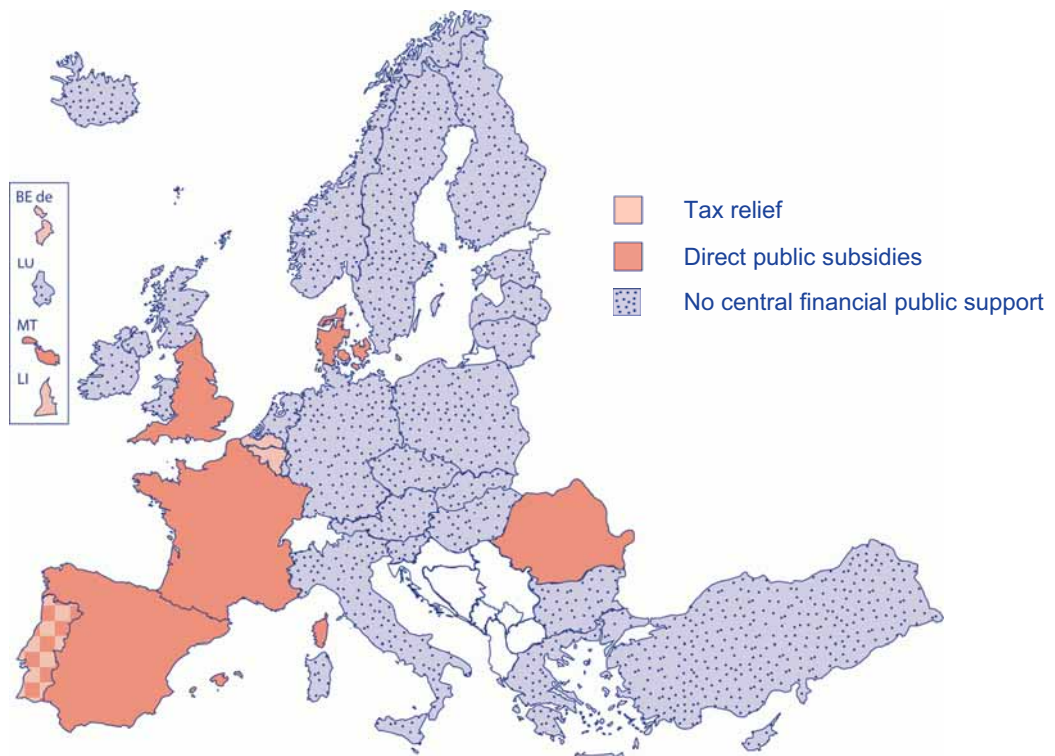 BE de
LU
MT
LI
Tax relief
Direct public subsidies
No central financial public support